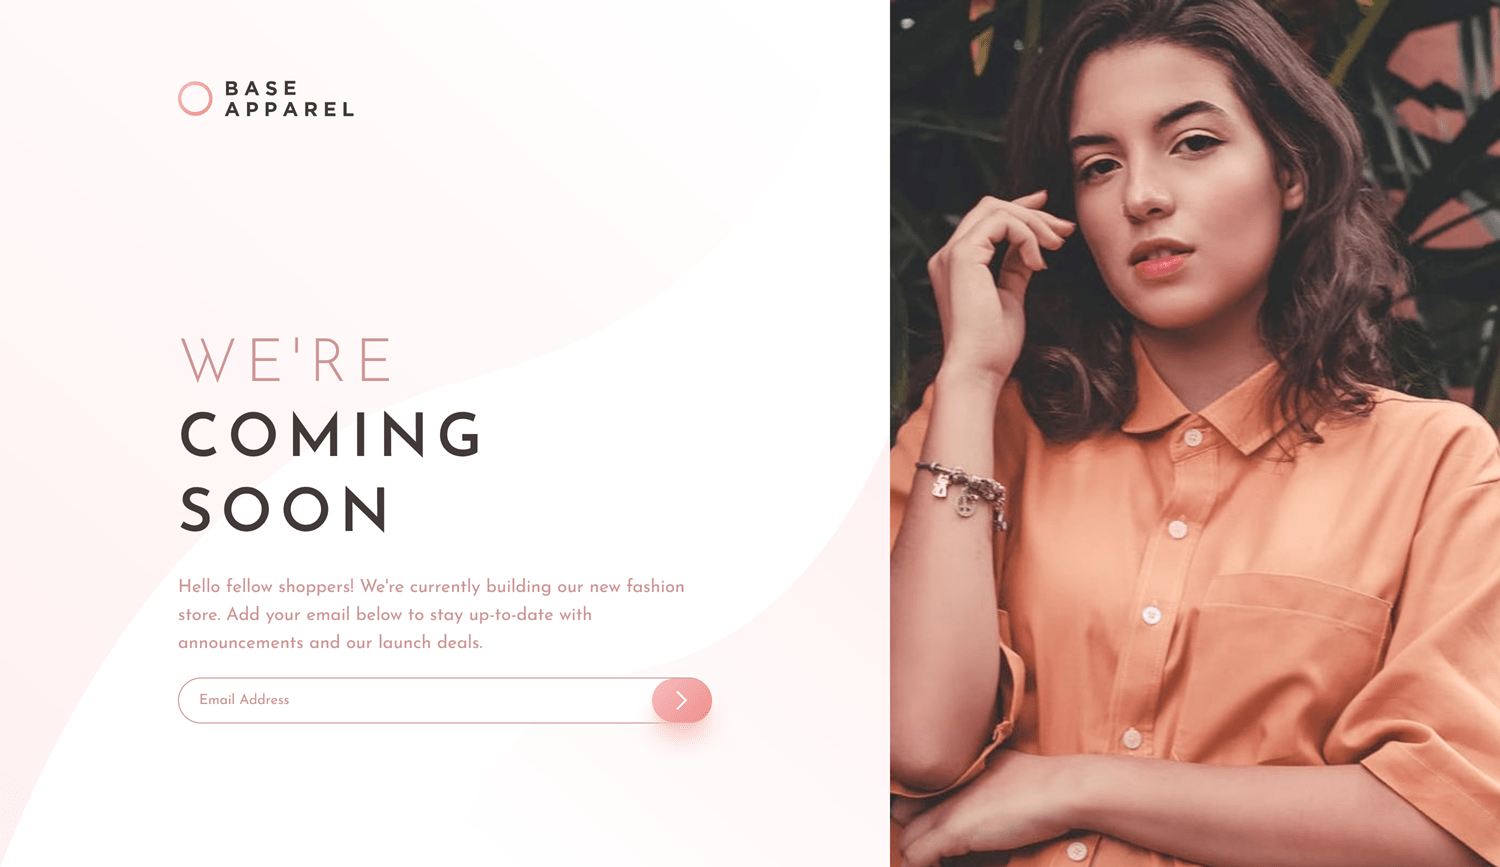 BASE
APPAREL
WE'RE
COMING
SOON
Hello fellow shoppers! We're currently building our new fashion
store. Add your email below to stay up-to-date with
announcements and our launch deals.
Email Address